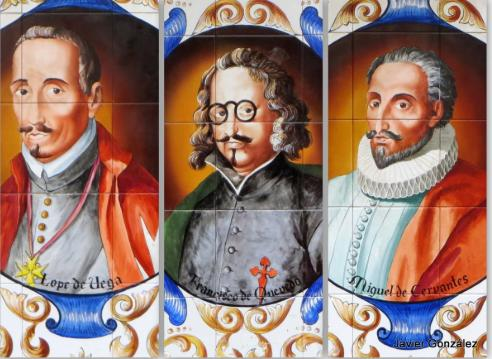 Lope de Vega
Francisco de Quevedo
Miguel de Cervantes
Javier González